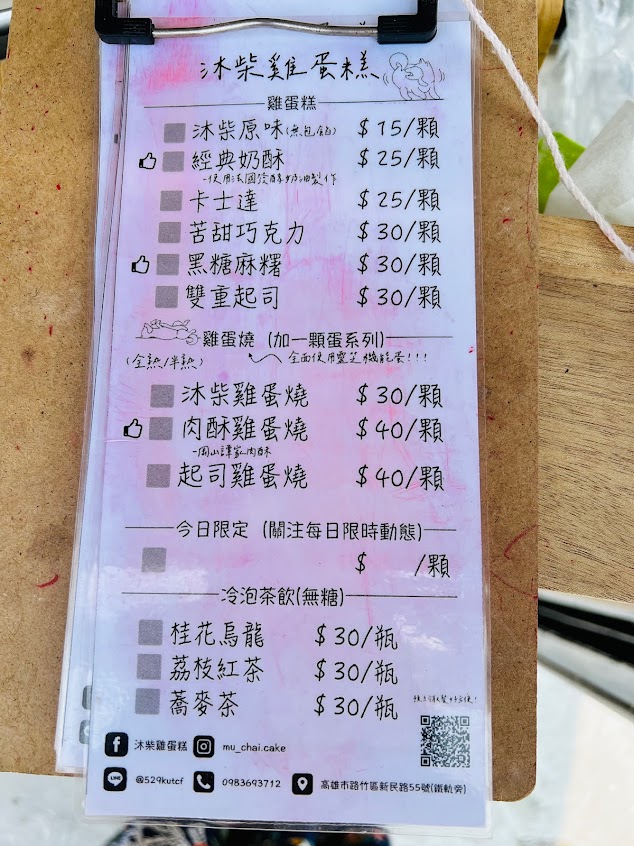 沐柴雞蛋糕
雞蛋糕
沐柴原味(無包餡) $15/顆
經典奶酥 $25/顆
-使用法國發酵奶油製作
卡士達 $25/顆
苦甜巧克力 $30/顆
黑糖麻糬 $30/顆
雙重起司 $30/顆
雞蛋燒 (加一顆蛋系列)
(全熟/半熟) 全面使用靈芝機能蛋!!!
沐柴雞蛋燒 $30/顆
肉酥雞蛋燒 $40/顆
-岡山譚家肉酥
起司雞蛋燒 $40/顆
今日限定 (關注每日限時動態)
$ /顆
冷泡茶飲(無糖)
桂花烏龍 $30/瓶
荔枝紅茶 $30/瓶
蕎麥茶 $30/瓶
沐柴雞蛋糕 mu_chai.cake
LINE @529kutcf 0983693712 高雄市路竹區新民路55號(鐵軌旁)